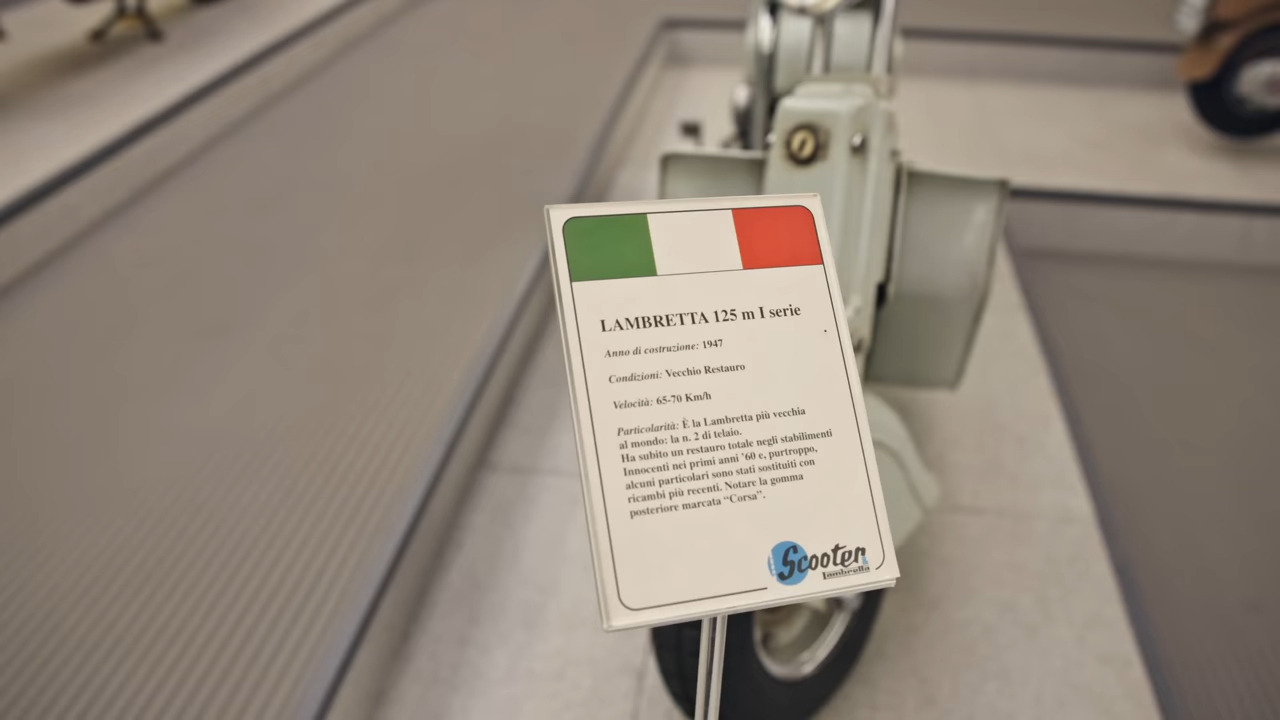 LAMBRETTA 125 m I serie
Anno di costruzione: 1947
Condizioni: Vecchio Restauro
Velocità: 65-70 Km/h
Particolarità: È la Lambretta più vecchia
al mondo: la n. 2 di telaio.
Ha subito un restauro totale negli stabilimenti
Innocenti nei primi anni '60 e, purtroppo,
alcuni particolari sono stati sostituiti con
ricambi più recenti. Notare la gomma
posteriore marcata “Corsa”.
Scooter
Lambretta